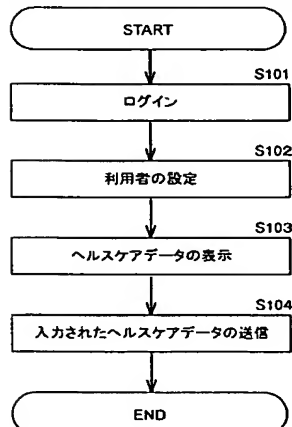 START
S101
ログイン
S102
利用者の設定
S103
ヘルスケアデータの表示
S104
入力されたヘルスケアデータの送信
END